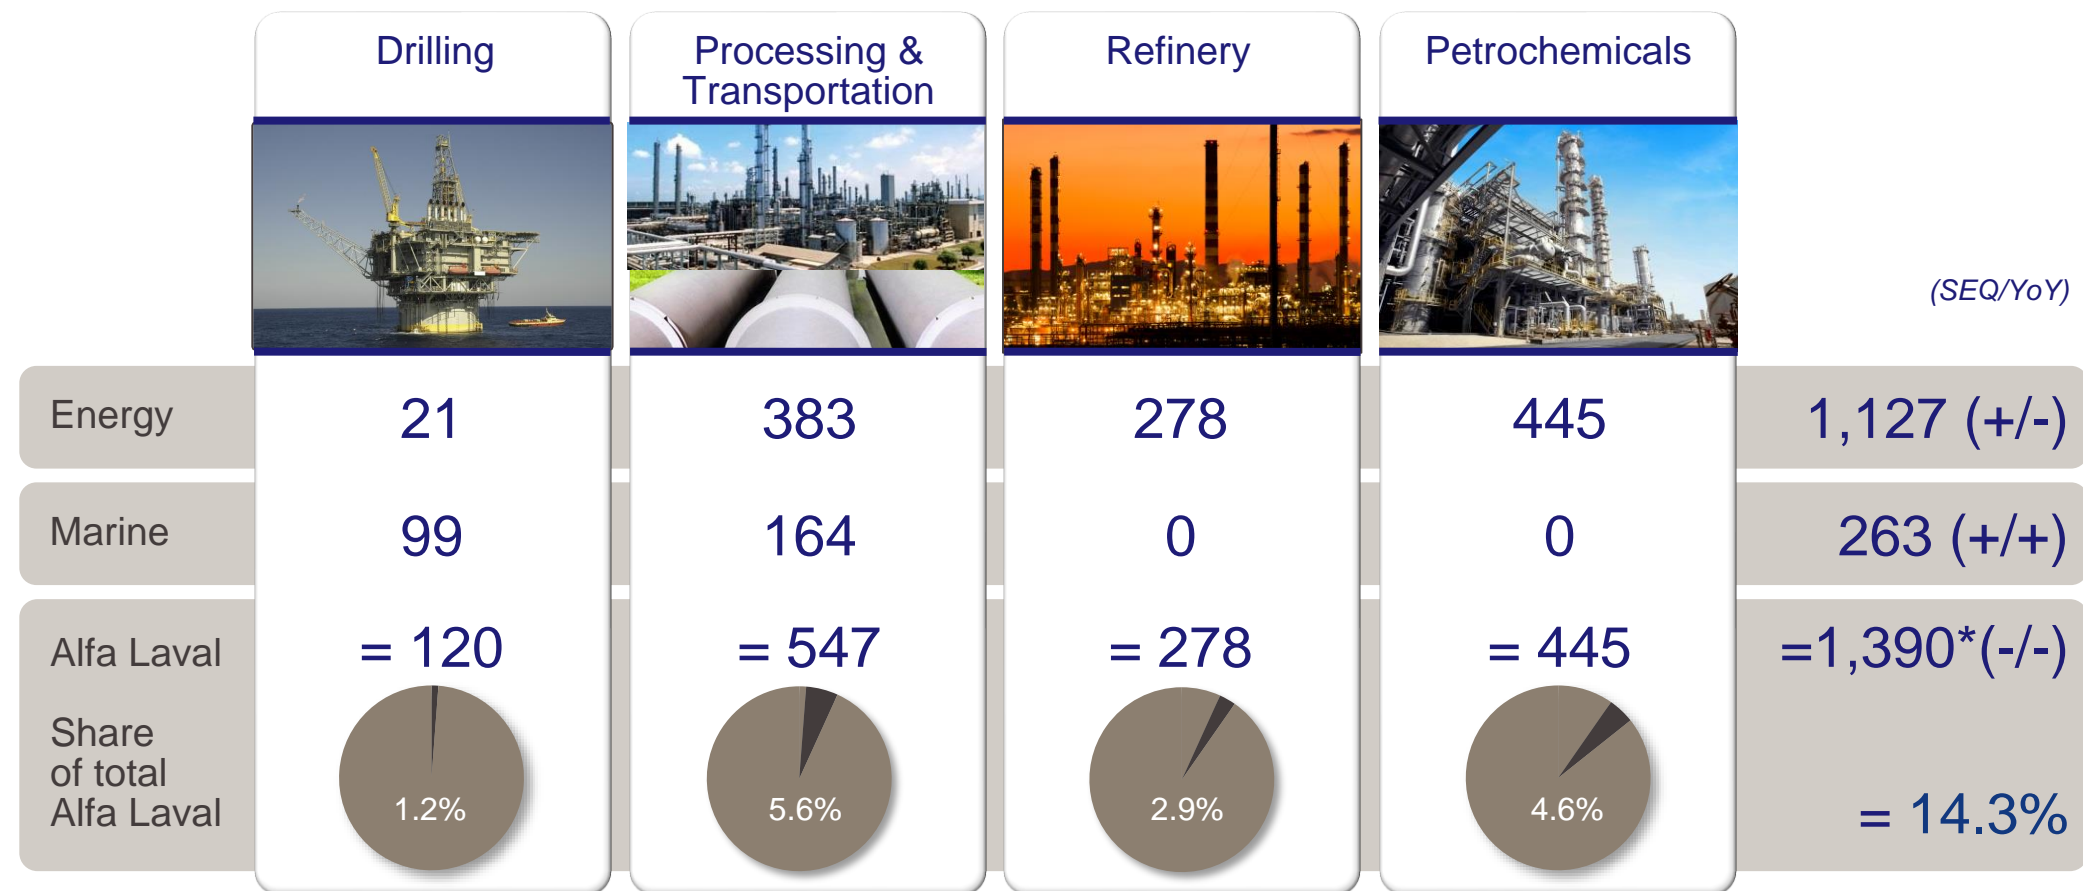 Drilling
Processing &
Transportation
Refinery
Petrochemicals
(SEQ/YoY)
Energy
21
383
278
445
1,127 (+/-)
Marine
99
164
0
0
263 (+/+)
Alfa Laval
= 120
= 547
= 278
= 445
=1,390*(-/-)
Share
of total
Alfa Laval
1.2%
5.6%
2.9%
4.6%
= 14.3%